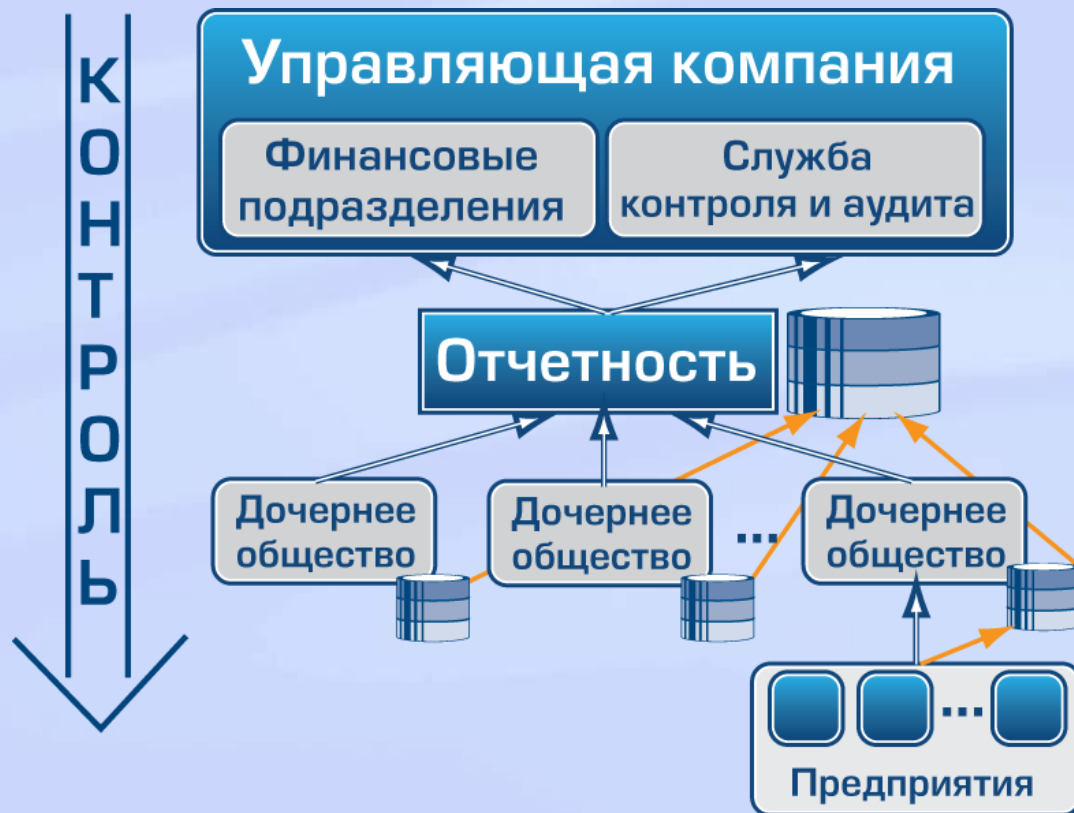 КОНТРОЛЬ
Управляющая компания
Финансовые
подразделения
Служба
контроля и аудита
Отчетность
Дочернее
общество
Дочернее
общество
...
Дочернее
общество
...
Предприятия